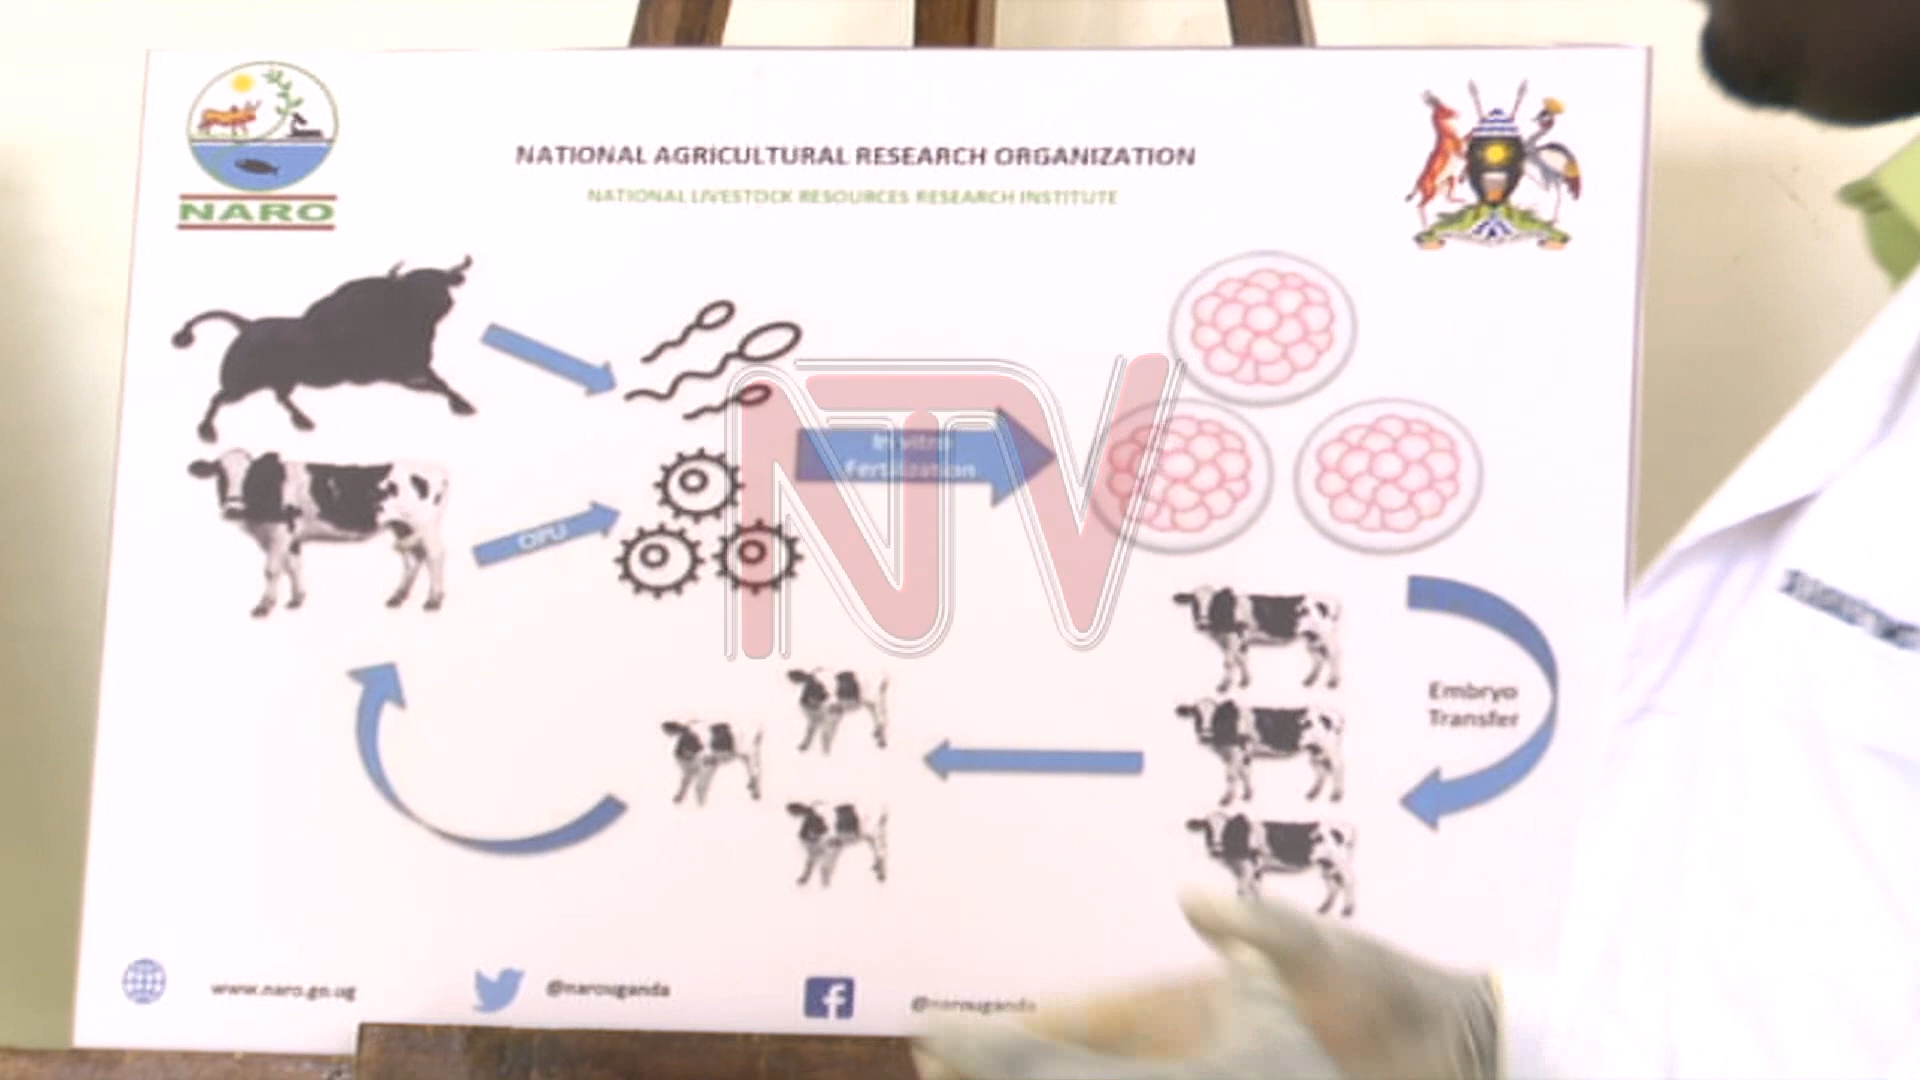 NATIONAL AGRICULTURAL RESEARCH ORGANIZATION
NATIONAL LIVESTOCK RESOURCES RESEARCH INSTITUTE
NARO
In vitro
Fertilization
OPU
NTV
Embryo
Transfer
www.naro.go.ug
@narouganda
@narouganda